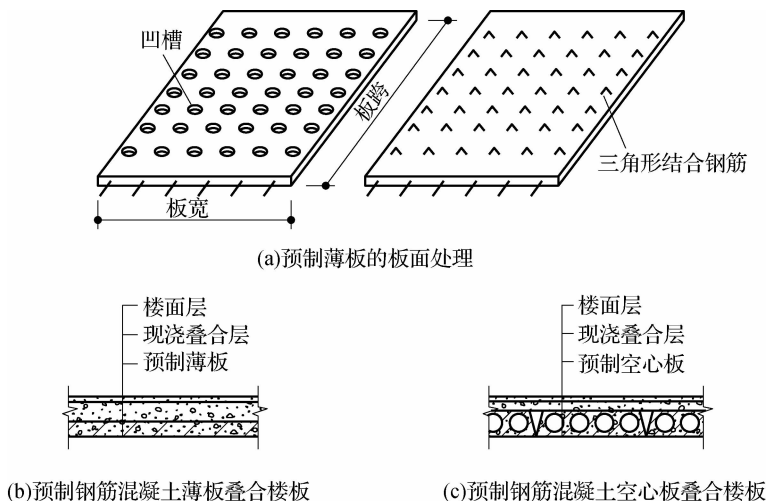 凹槽
板跨
三角形结合钢筋
板宽
(a)预制薄板的板面处理
楼面层
现浇叠合层
预制薄板
楼面层
现浇叠合层
预制空心板
(b)预制钢筋混凝土薄板叠合楼板
(c)预制钢筋混凝土空心板叠合楼板